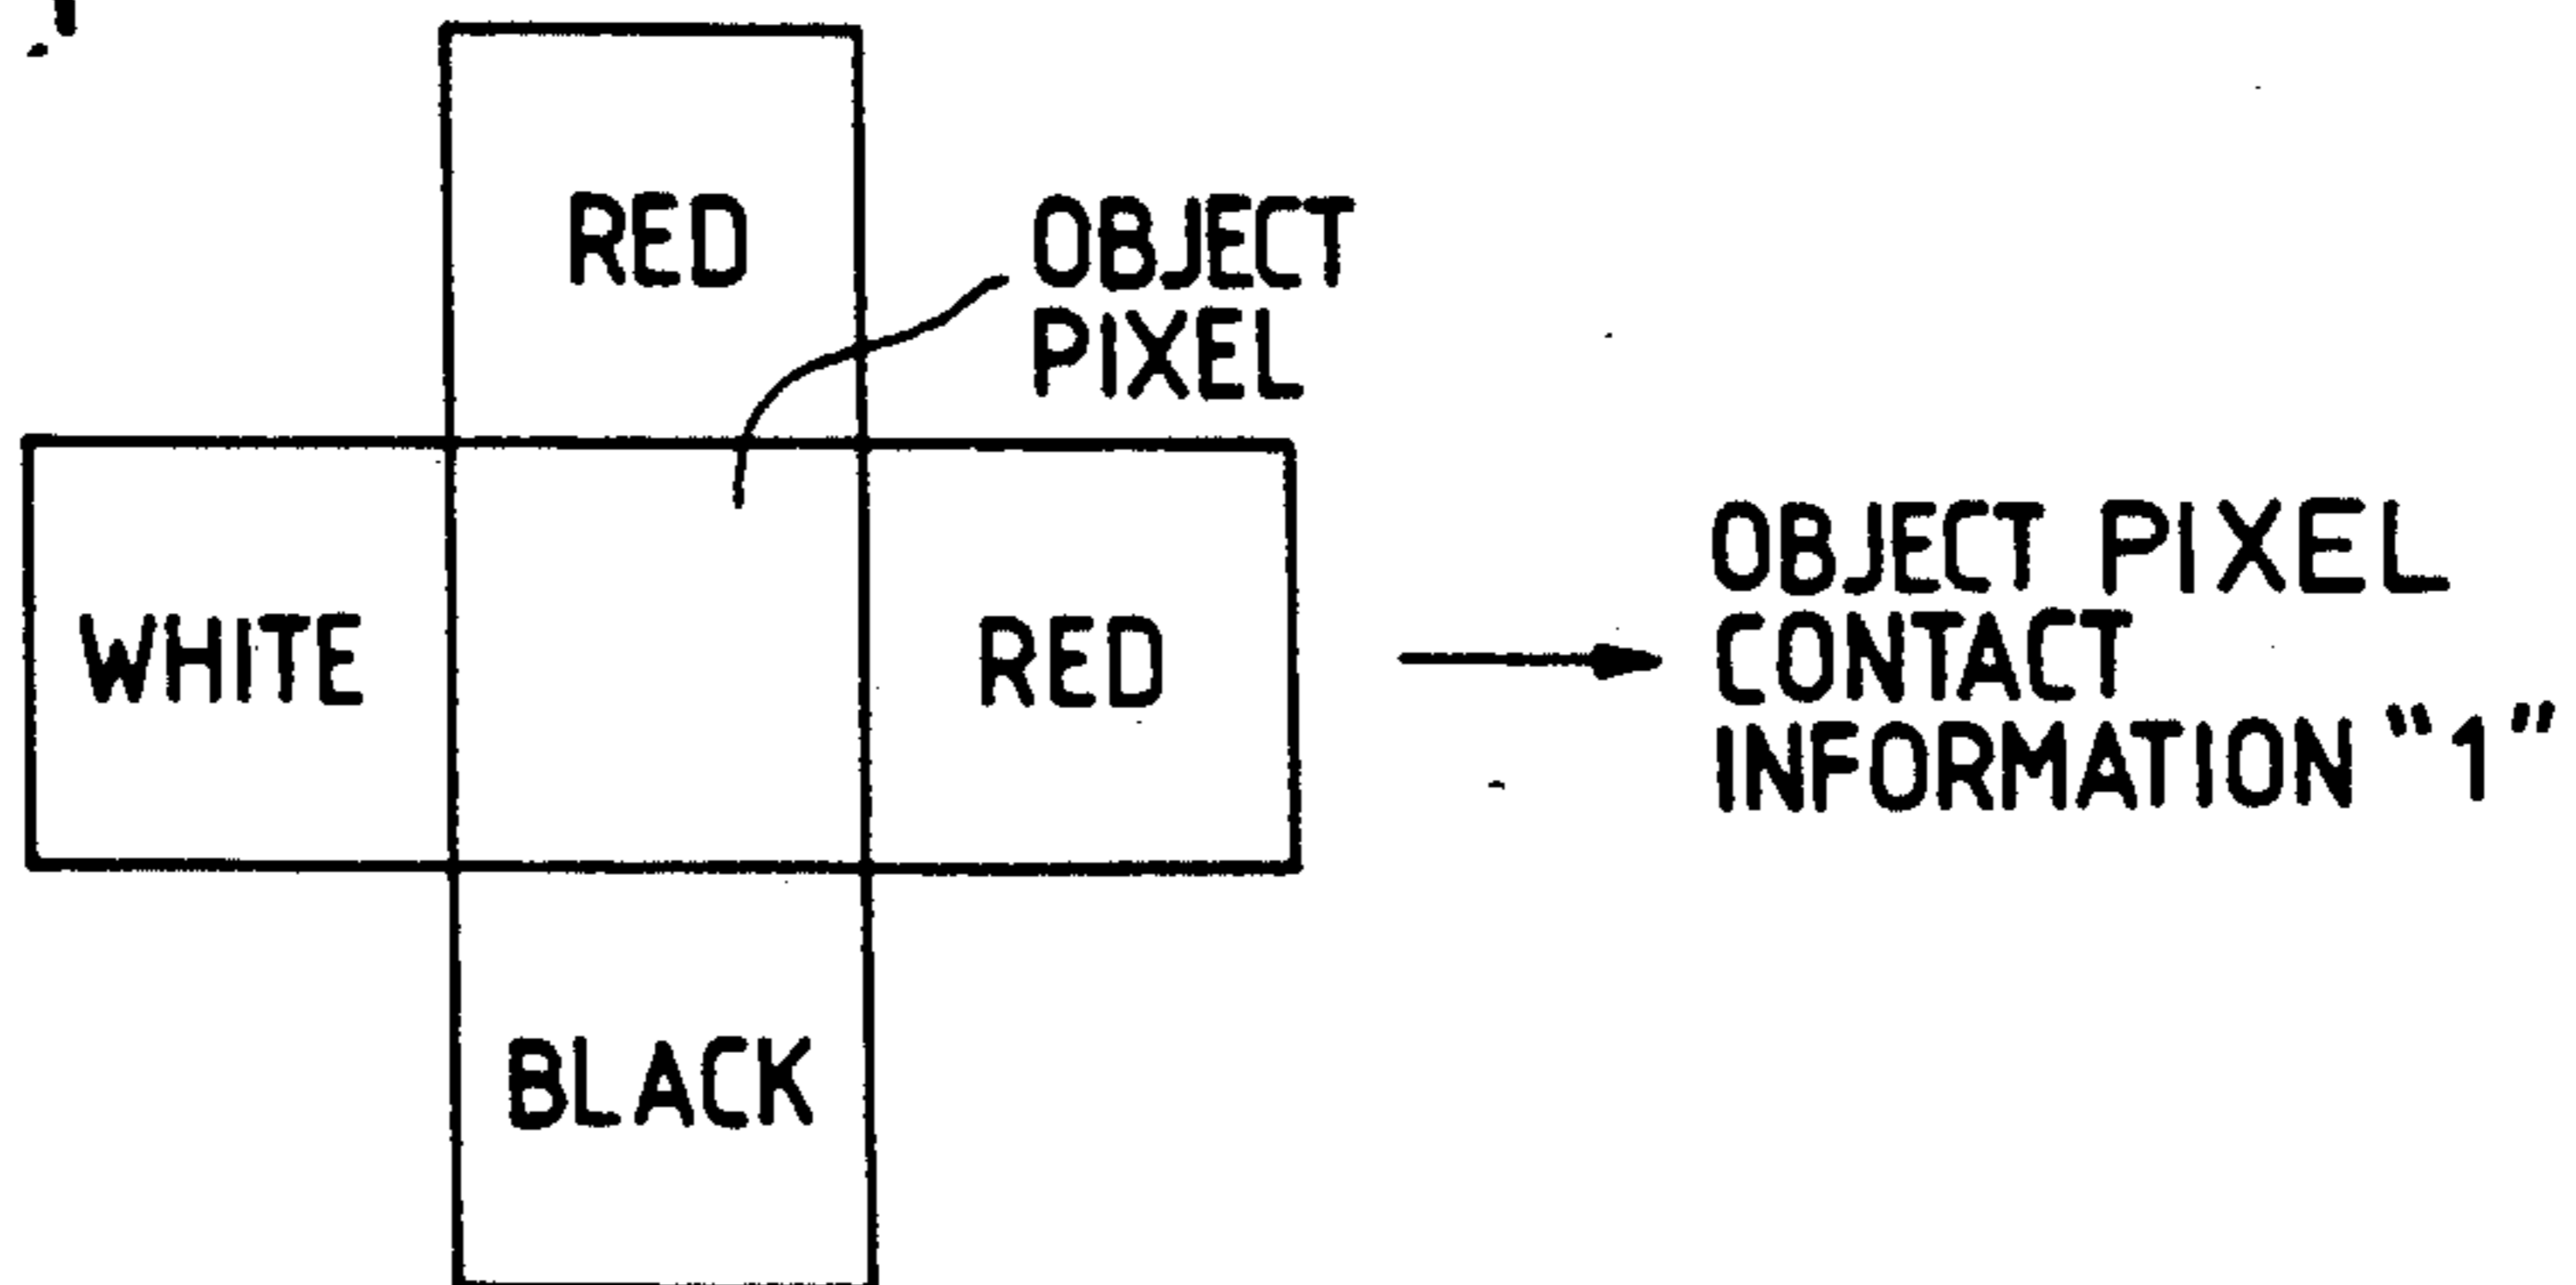 RED
OBJECT
PIXEL
WHITE
RED
OBJECT PIXEL
CONTACT
INFORMATION "1"
BLACK